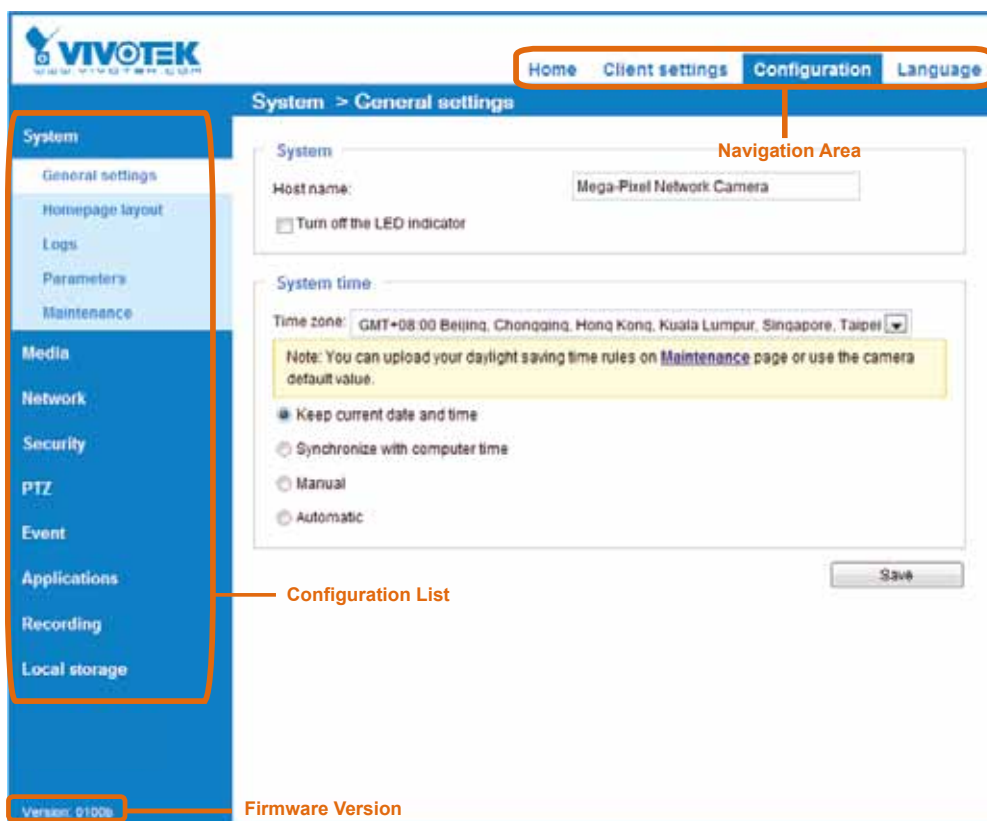 VIVOTEK
WWW.VIVOTEK.COM
Home Client settings Configuration Language
System > General settings
Navigation Area
System
General settings
Homepage layout
Logs
Parameters
Maintenance
Media
Network
Security
PTZ
Event
Applications
Recording
Local storage
Configuration List
Version: 0100b
Firmware Version
System
Host name: Mega-Pixel Network Camera
Turn off the LED indicator
System time
Time zone: GMT+08:00 Beijing, Chongqing, Hong Kong, Kuala Lumpur, Singapore, Taipei
Note: You can upload your daylight saving time rules on Maintenance page or use the camera
default value.
Keep current date and time
Synchronize with computer time
Manual
Automatic
Save